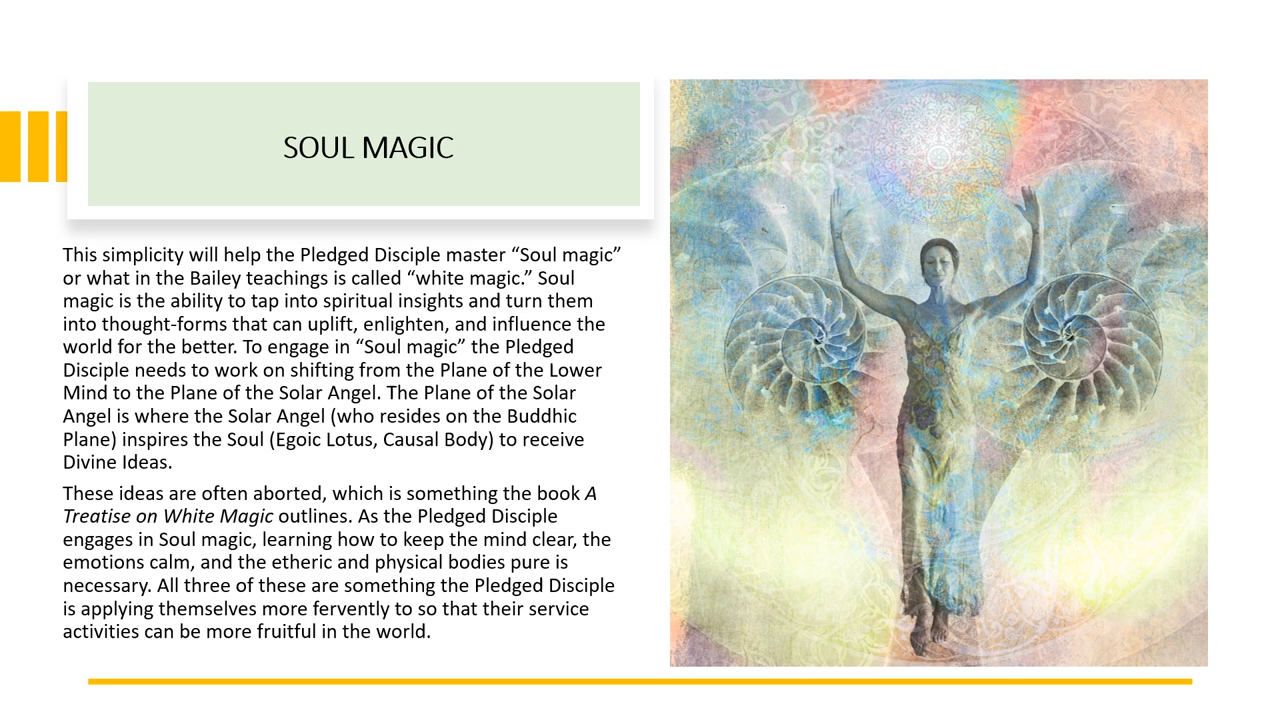 SOUL MAGIC
This simplicity will help the Pledged Disciple master “Soul magic”
or what in the Bailey teachings is called “white magic.” Soul
magic is the ability to tap into spiritual insights and turn them
into thought-forms that can uplift, enlighten, and influence the
world for the better. To engage in “Soul magic” the Pledged
Disciple needs to work on shifting from the Plane of the Lower
Mind to the Plane of the Solar Angel. The Plane of the Solar
Angel is where the Solar Angel (who resides on the Buddhic
Plane) inspires the Soul (Egoic Lotus, Causal Body) to receive
Divine Ideas.
These ideas are often aborted, which is something the book A
Treatise on White Magic outlines. As the Pledged Disciple
engages in Soul magic, learning how to keep the mind clear, the
emotions calm, and the etheric and physical bodies pure is
necessary. All three of these are something the Pledged Disciple
is applying themselves more fervently to so that their service
activities can be more fruitful in the world.